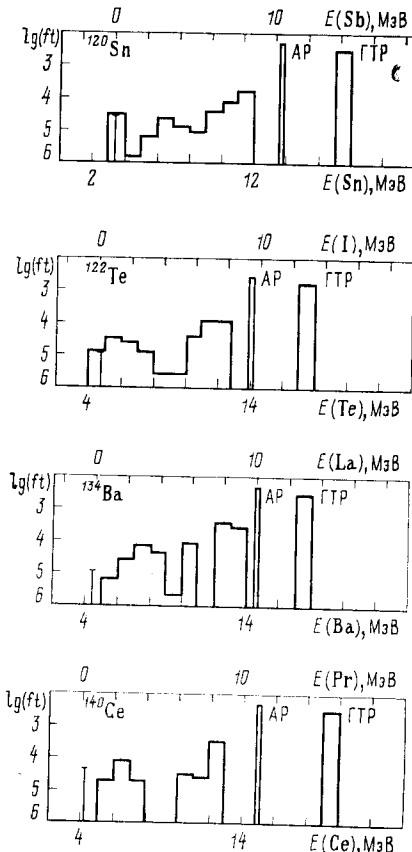 0 10 E(Sb), МэВ
lg(ft)
¹²⁰Sn АР ГТР
3
4
5
6
2 12 E(Sn), МэВ
0 10 E(I), МэВ
lg(ft)
¹²²Te АР ГТР
3
4
5
6
4 14 E(Te), МэВ
0 10 E(La), МэВ
lg(ft)
¹³⁴Ba АР ГТР
3
4
5
6
4 14 E(Ba), МэВ
0 10 E(Pr), МэВ
lg(ft)
¹⁴⁰Ce АР ГТР
3
4
5
6
4 14 E(Ce), МэВ